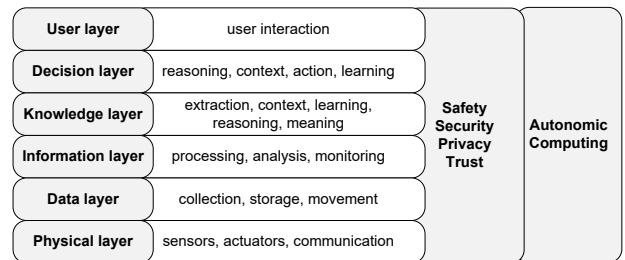 User layer
user interaction
Decision layer
reasoning, context, action, learning
Knowledge layer
extraction, context, learning,
reasoning, meaning
Information layer
processing, analysis, monitoring
Data layer
collection, storage, movement
Physical layer
sensors, actuators, communication
Safety
Security
Privacy
Trust
Autonomic
Computing